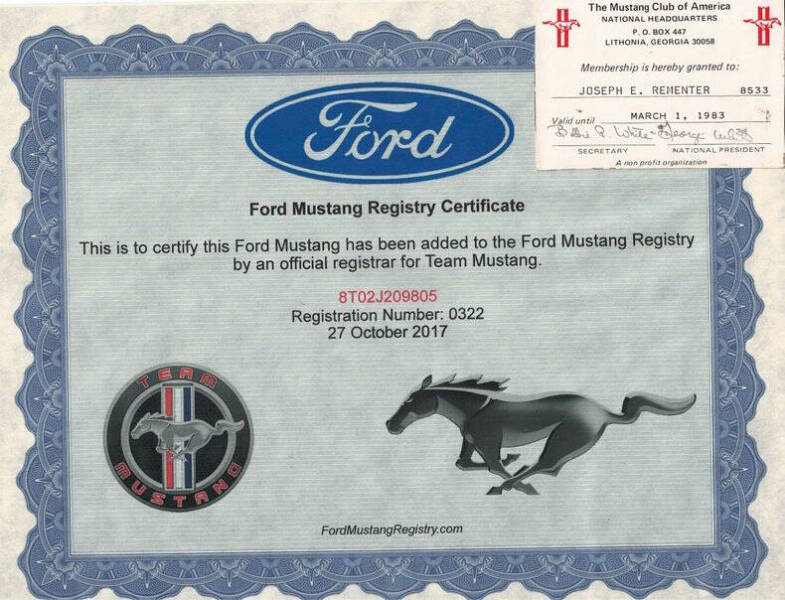 The Mustang Club of America
NATIONAL HEADQUARTERS
P. O. BOX 447
LITHONIA, GEORGIA 30058
Membership is hereby granted to:
JOSEPH E. REMENTER 8533
Valid until MARCH 1, 1983
SECRETARY NATIONAL PRESIDENT
A non profit organization
Ford
Ford Mustang Registry Certificate
This is to certify this Ford Mustang has been added to the Ford Mustang Registry
by an official registrar for Team Mustang.
8T02J209805
Registration Number: 0322
27 October 2017
TEAM
MUSTANG
FordMustangRegistry.com